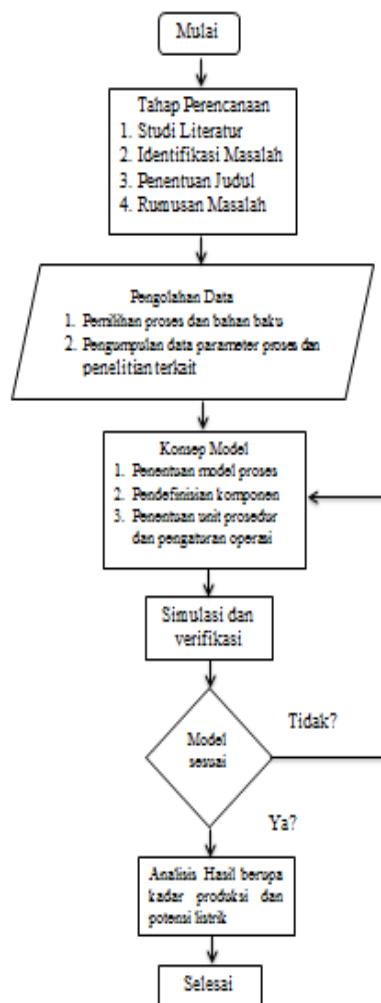 Mulai
Tahap Perencanaan
1. Studi Literatur
2. Identifikasi Masalah
3. Penentuan Judul
4. Rumusan Masalah
Pengolahan Data
1. Pemilihan proses dan bahan baku
2. Pengumpulan data parameter proses dan
penelitian terkait
Konsep Model
1. Penentuan model proses
2. Pendefinisian komponen
3. Penentuan unit prosedur
dan pengaturan operasi
Simulasi dan
verifikasi
Model
sesuai
Tidak?
Ya?
Analisis Hasil berupa
kadar produksi dan
potensi listrik
Selesai